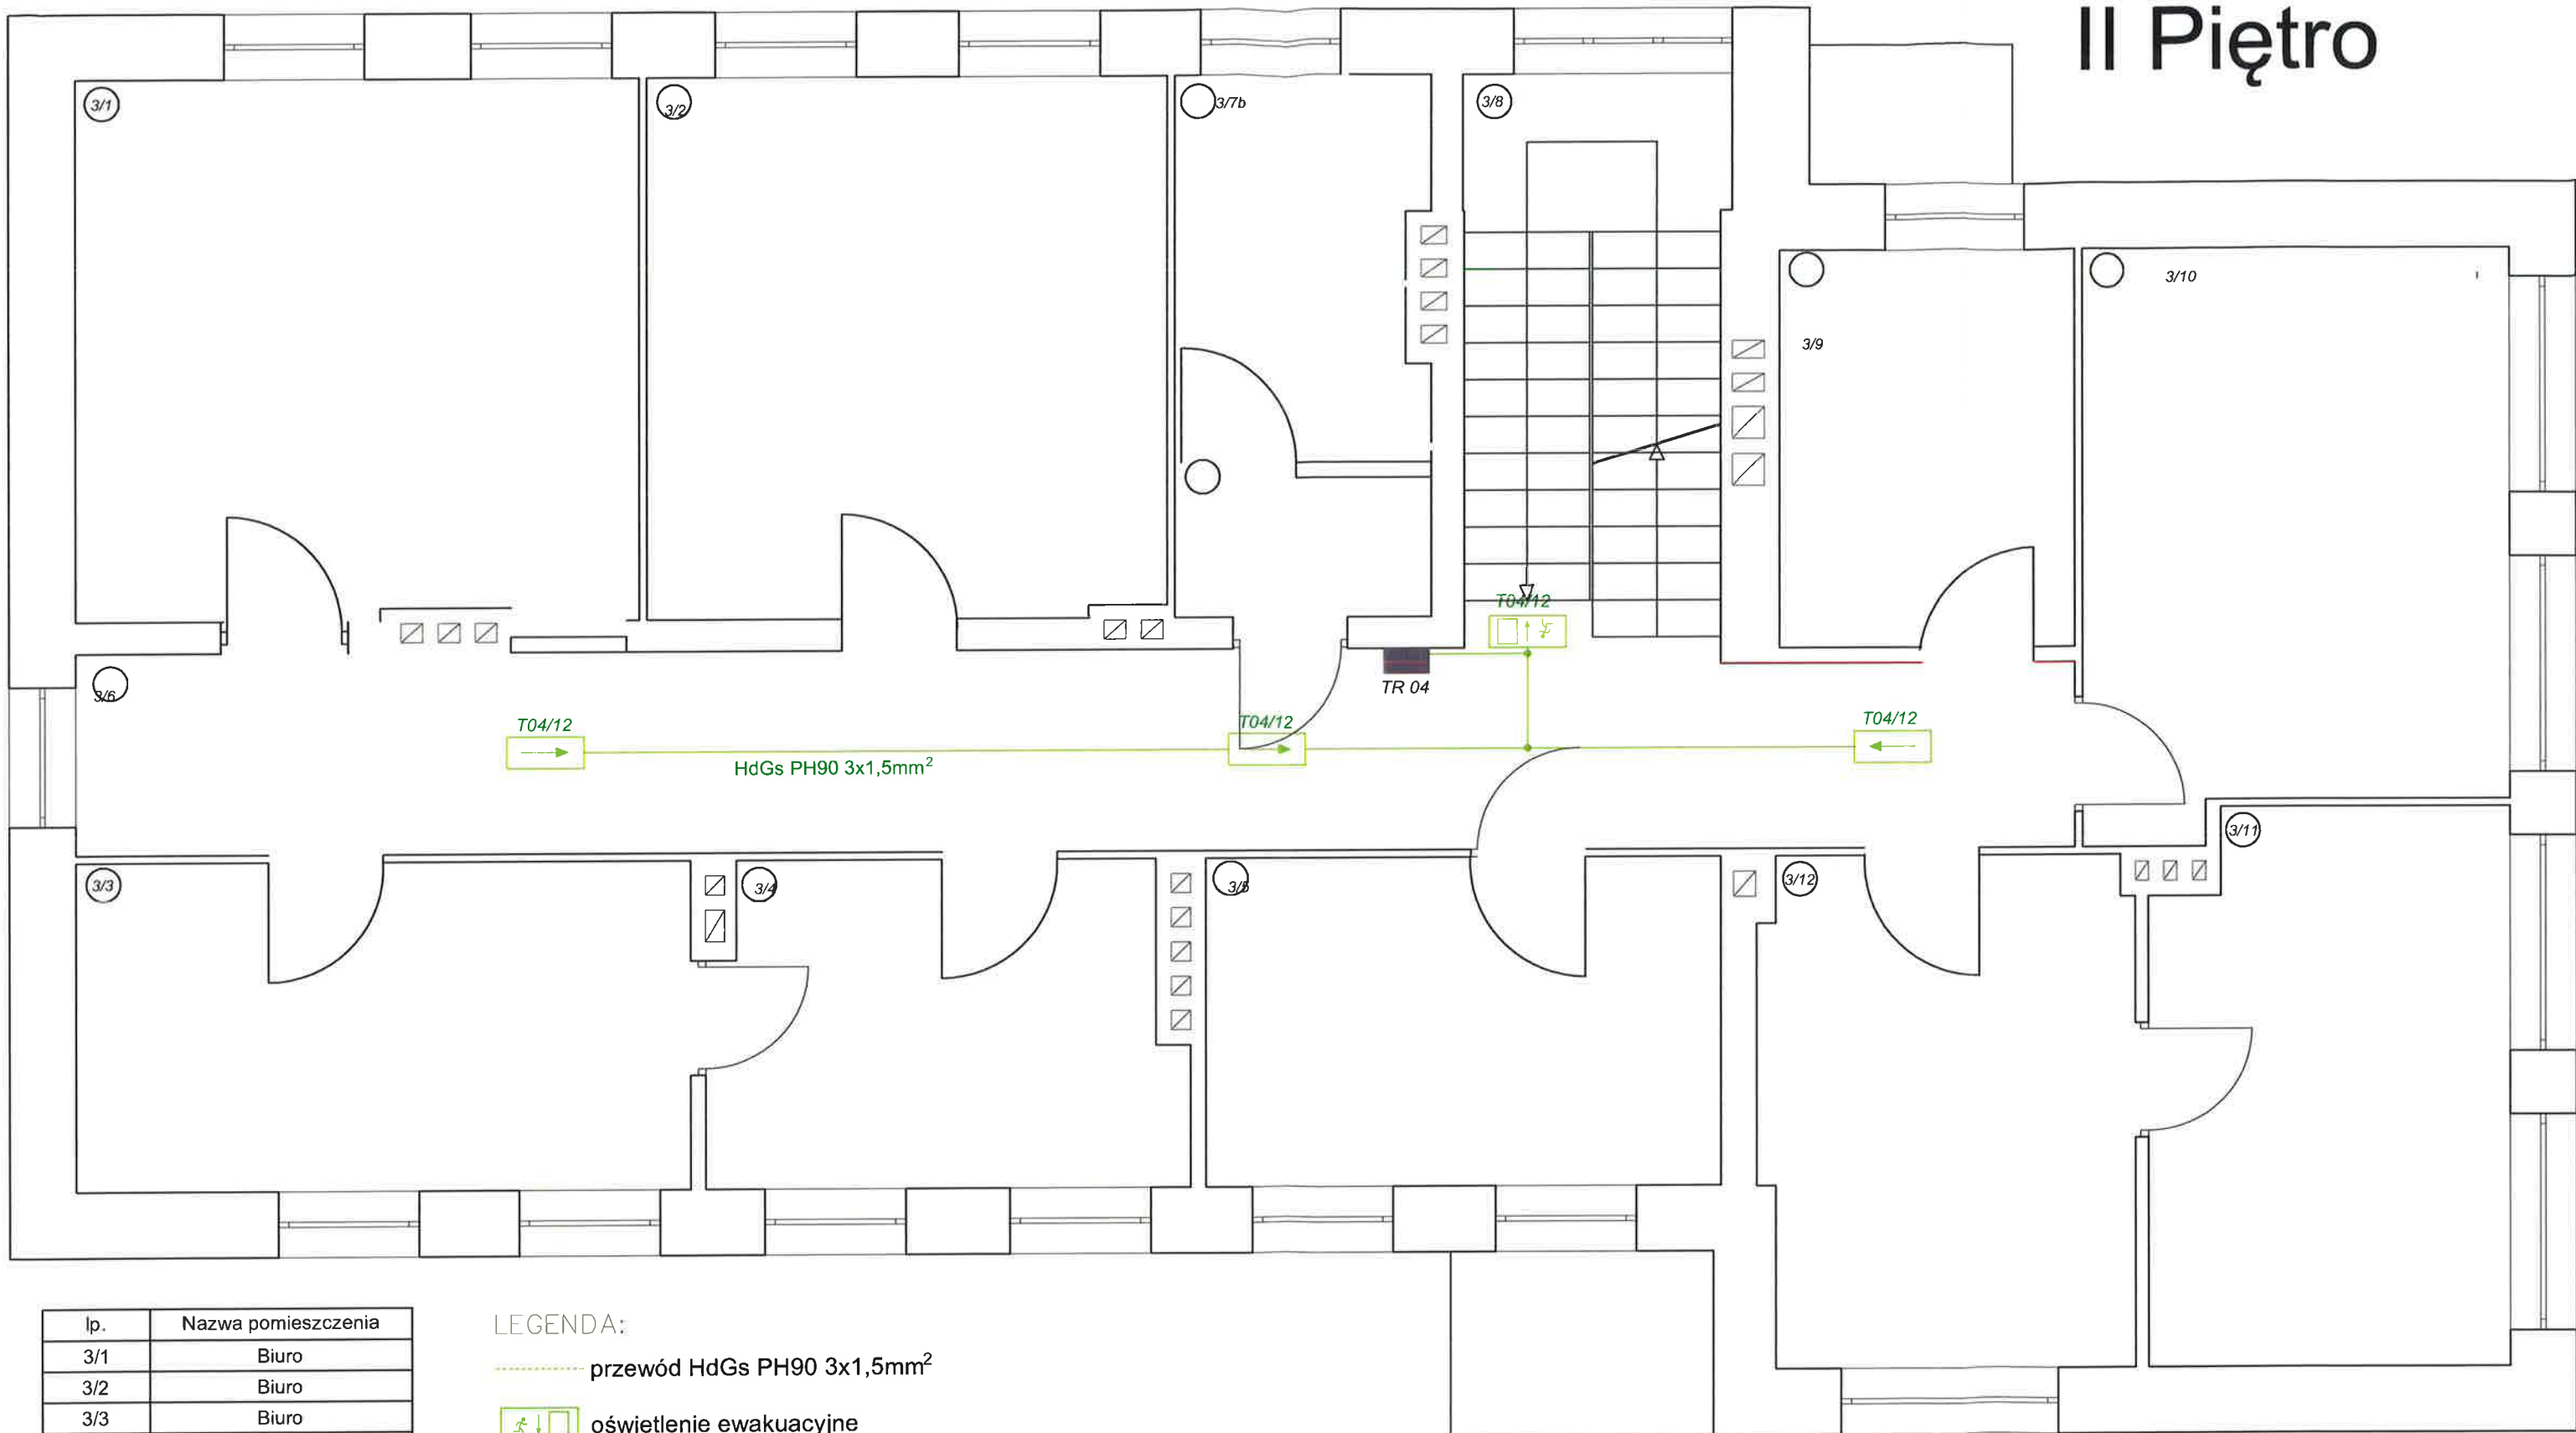 II Piętro
3/1
3/2
3/7b
3/8
3/9
3/10
T04/12
TR 04
3/6
T04/12
T04/12
T04/12
HdGs PH90 3x1,5mm²
3/3
3/4
3/5
3/12
3/11
lp. Nazwa pomieszczenia
3/1 Biuro
3/2 Biuro
3/3 Biuro
LEGENDA:
przewód HdGs PH90 3x1,5mm²
oświetlenie ewakuacyjne